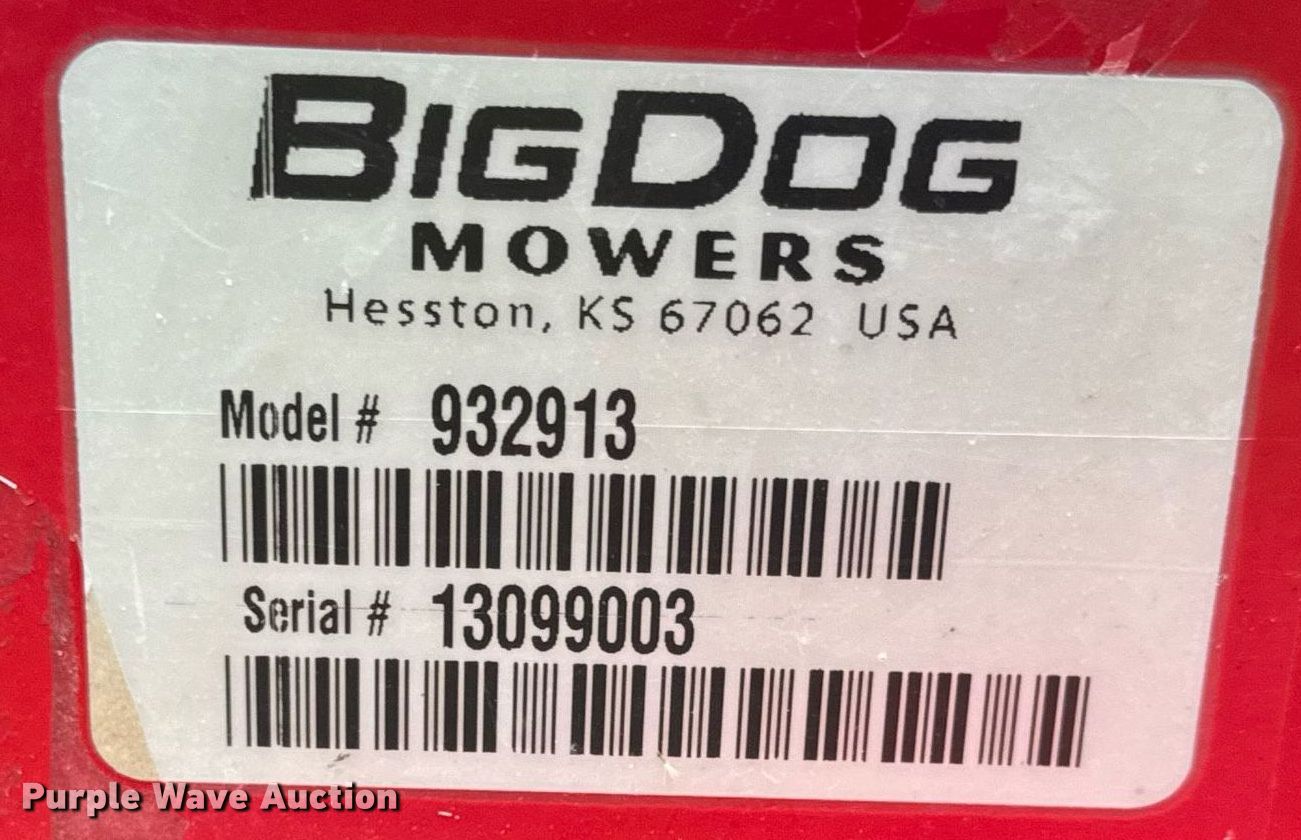 BIGDOG
MOWERS
Hesston, KS 67062 USA
Model # 932913
Serial # 13099003
Purple Wave Auction